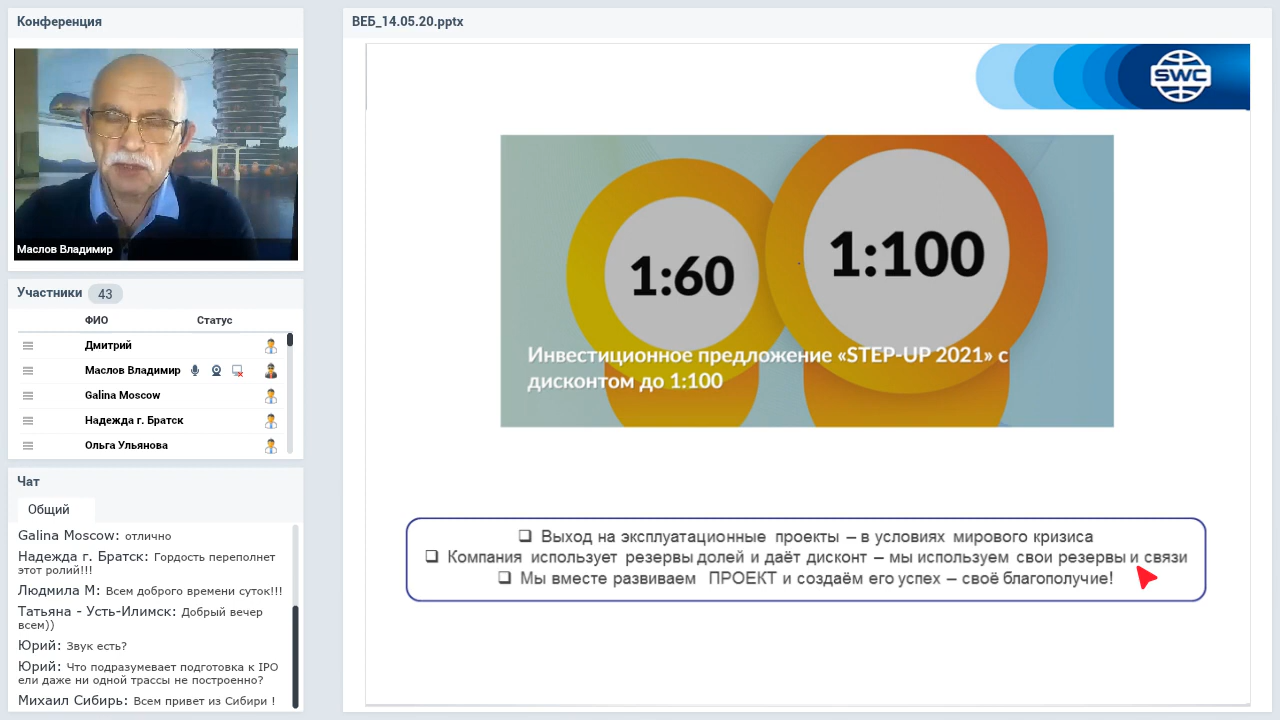 Конференция
Маслов Владимир
Участники 43
ФИО Статус
Дмитрий
Маслов Владимир
Galina Moscow
Надежда г. Братск
Ольга Ульянова
Чат
Общий
Galina Moscow: отлично
Надежда г. Братск: Гордость переполнет
этот ролий!!!
Людмила М: Всем доброго времени суток!!!
Татьяна - Усть-Илимск: Добрый вечер
всем))
Юрий: Звук есть?
Юрий: Что подразумевает подготовка к IPO
ели даже ни одной трассы не построенно?
Михаил Сибирь: Всем привет из Сибири !
ВЕБ_14.05.20.pptx
SWC
1:60
1:100
Инвестиционное предложение «STEP-UP 2021» с
дисконтом до 1:100
Выход на эксплуатационные проекты – в условиях мирового кризиса
Компания использует резервы долей и даёт дисконт – мы используем свои резервы и связи
Мы вместе развиваем ПРОЕКТ и создаём его успех – своё благополучие!